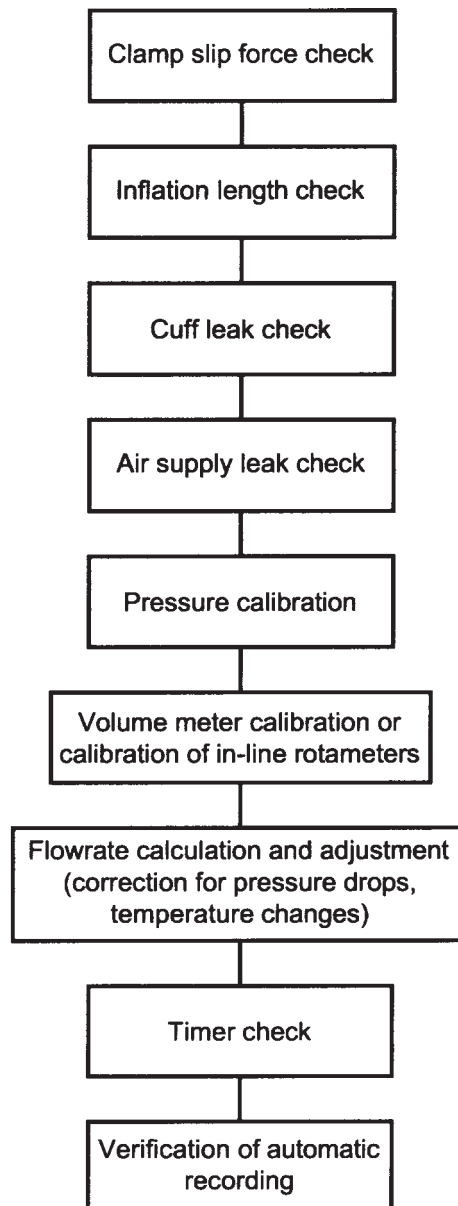 Clamp slip force check
Inflation length check
Cuff leak check
Air supply leak check
Pressure calibration
Volume meter calibration or
calibration of in-line rotameters
Flowrate calculation and adjustment
(correction for pressure drops,
temperature changes)
Timer check
Verification of automatic
recording